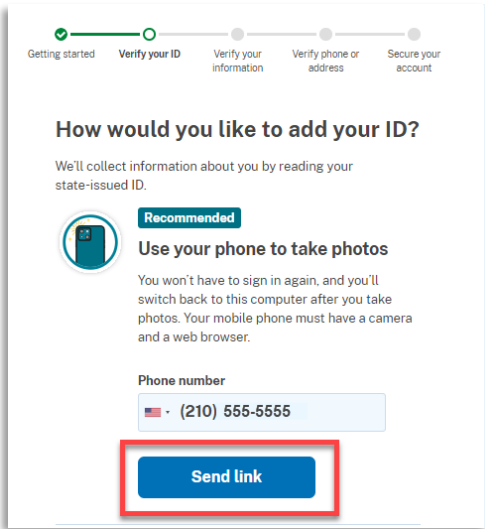 Getting started
Verify your ID
Verify your
information
Verify phone or
address
Secure your
account
How would you like to add your ID?
We'll collect information about you by reading your
state-issued ID.
Recommended
Use your phone to take photos
You won't have to sign in again, and you'll
switch back to this computer after you take
photos. Your mobile phone must have a camera
and a web browser.
Phone number
(210) 555-5555
Send link